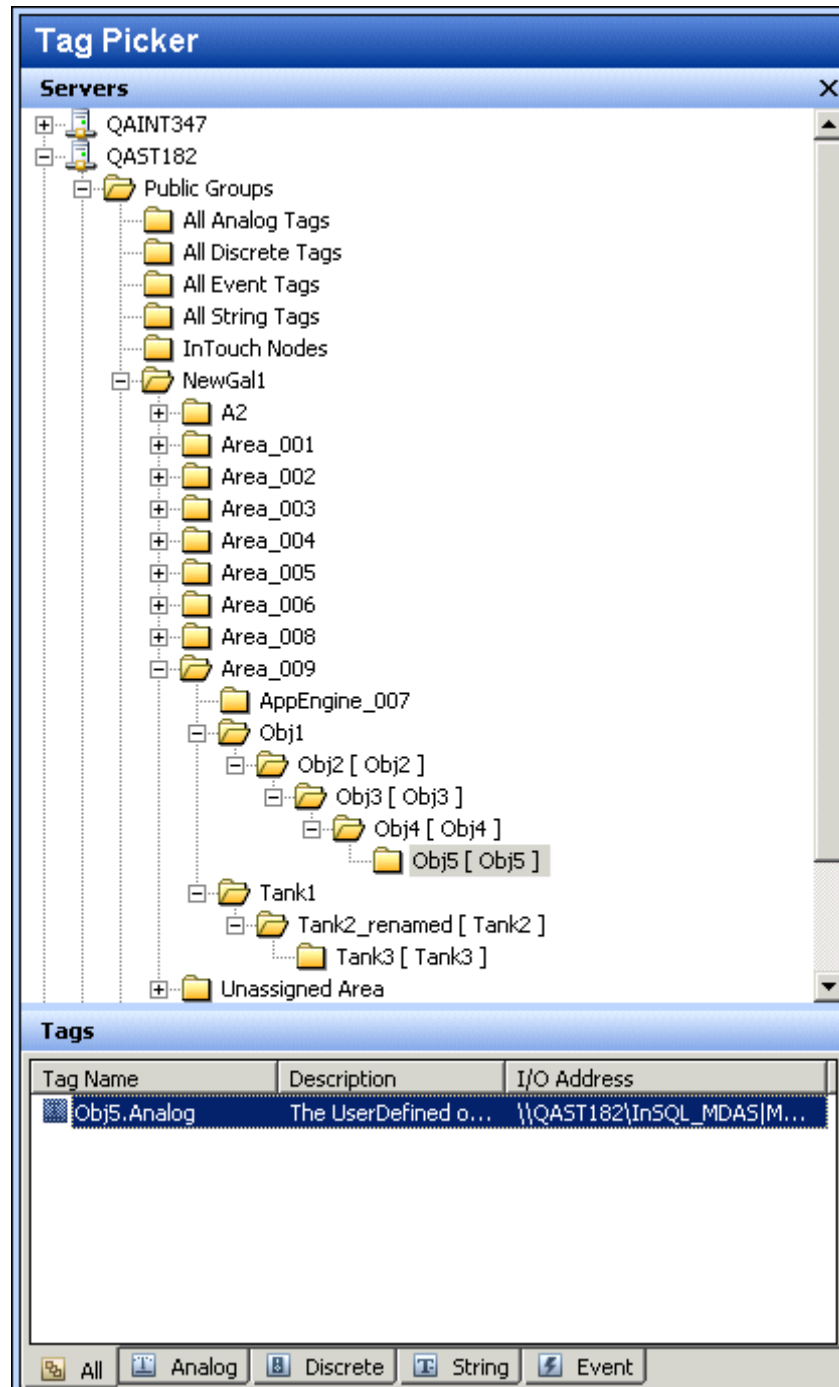 Tag Picker
Servers
QAINT347
QAST182
Public Groups
All Analog Tags
All Discrete Tags
All Event Tags
All String Tags
InTouch Nodes
NewGal1
A2
Area_001
Area_002
Area_003
Area_004
Area_005
Area_006
Area_008
Area_009
AppEngine_007
Obj1
Obj2 [ Obj2 ]
Obj3 [ Obj3 ]
Obj4 [ Obj4 ]
Obj5 [ Obj5 ]
Tank1
Tank2_renamed [ Tank2 ]
Tank3 [ Tank3 ]
Unassigned Area
Tags
Tag Name Description I/O Address
Obj5.Analog The UserDefined o... \\QAST182\InSQL_MDAS|M...
All Analog Discrete String Event